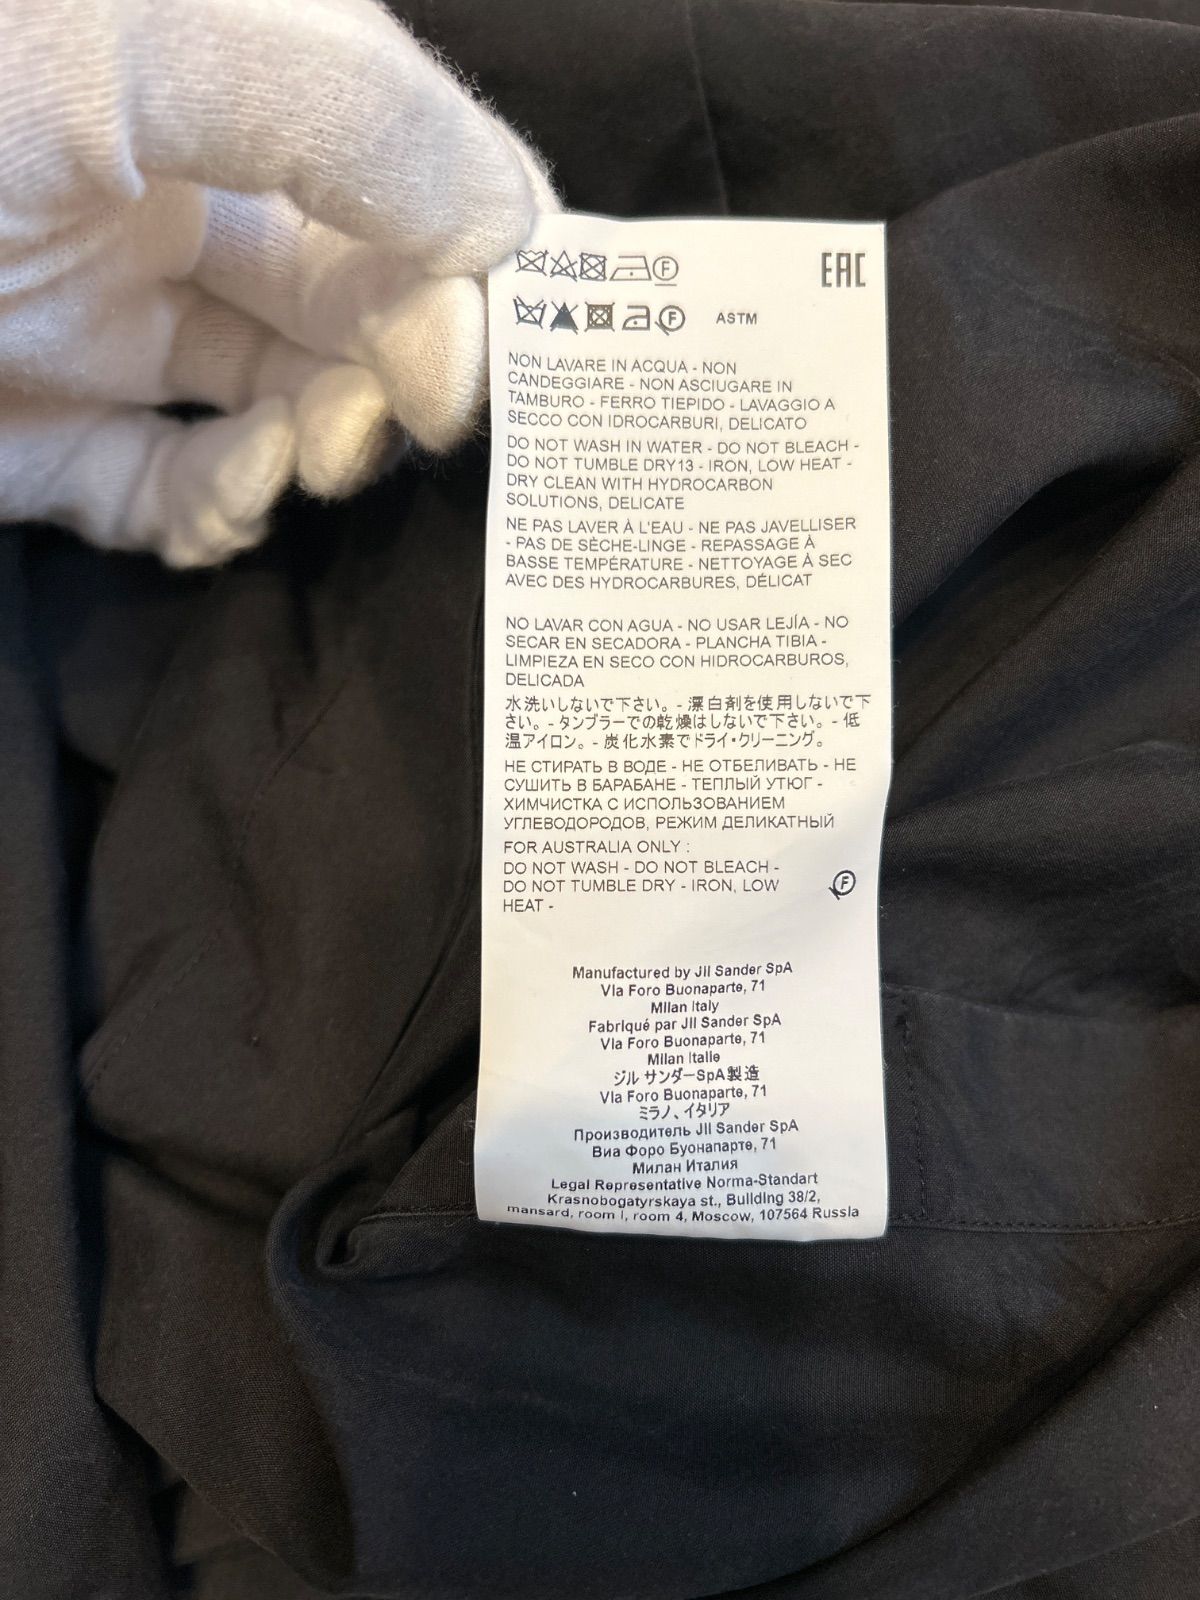 EAC
F
F ASTM
NON LAVARE IN ACQUA - NON
CANDEGGIARE - NON ASCIUGARE IN
TAMBURO - FERRO TIEPIDO - LAVAGGIO A
SECCO CON IDROCARBURI, DELICATO
DO NOT WASH IN WATER - DO NOT BLEACH -
DO NOT TUMBLE DRY13 - IRON, LOW HEAT -
DRY CLEAN WITH HYDROCARBON
SOLUTIONS, DELICATE
NE PAS LAVER À L'EAU - NE PAS JAVELLISER
- PAS DE SÈCHE-LINGE - REPASSAGE À
BASSE TEMPÉRATURE - NETTOYAGE À SEC
AVEC DES HYDROCARBURES, DÉLICAT
NO LAVAR CON AGUA - NO USAR LEJÍA - NO
SECAR EN SECADORA - PLANCHA TIBIA -
LIMPIEZA EN SECO CON HIDROCARBUROS,
DELICADA
水洗いしないで下さい。- 漂白剤を使用しないで下
さい。- タンブラーでの乾燥はしないで下さい。- 低
温アイロン。- 炭化水素でドライ・クリーニング。
НЕ СТИРАТЬ В ВОДЕ - НЕ ОТБЕЛИВАТЬ - НЕ
СУШИТЬ В БАРАБАНЕ - ТЕПЛЫЙ УТЮГ -
ХИМЧИСТКА С ИСПОЛЬЗОВАНИЕМ
УГЛЕВОДОРОДОВ, РЕЖИМ ДЕЛИКАТНЫЙ
FOR AUSTRALIA ONLY :
DO NOT WASH - DO NOT BLEACH -
DO NOT TUMBLE DRY - IRON, LOW
HEAT -
F
Manufactured by Jil Sander SpA
Via Foro Buonaparte, 71
Milan Italy
Fabriqué par Jil Sander SpA
Via Foro Buonaparte, 71
Milan Italie
ジル サンダーSpA製造
Via Foro Buonaparte, 71
ミラノ、イタリア
Производитель Jil Sander SpA
Виа Форо Буонапарте, 71
Милан Италия
Legal Representative Norma-Standart
Krasnobogatyrskaya st., Building 38/2,
mansard, room I, room 4, Moscow, 107564 Russia